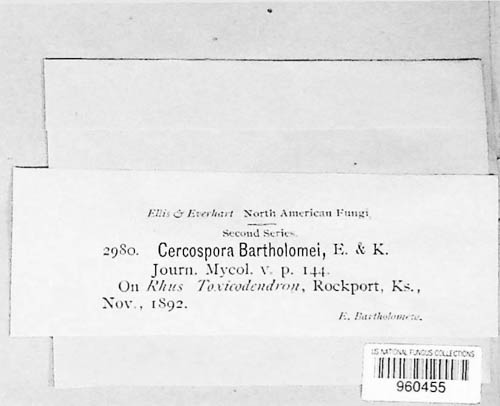 Ellis & Everhart North American Fungi.
Second Series.
2980. Cercospora Bartholomei, E. & K.
Journ. Mycol. v. p. 144.
On Rhus Toxicodendron, Rockport, Ks.,
Nov., 1892.
E. Bartholomew.
US NATIONAL FUNGUS COLLECTIONS
960455